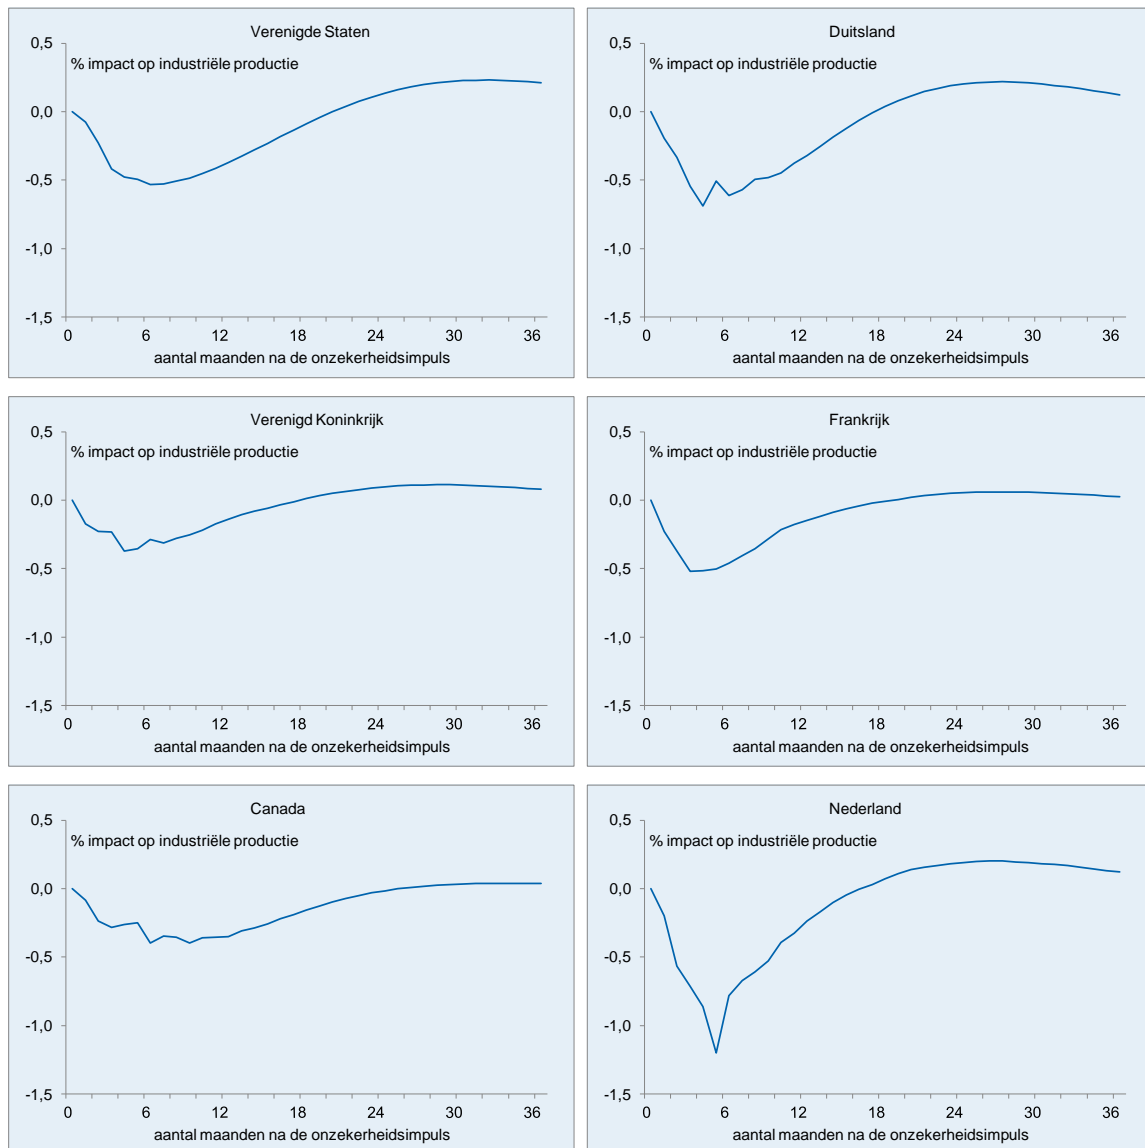 Verenigde Staten
% impact op industriële productie
0,5
0,0
-0,5
-1,0
-1,5
0 6 12 18 24 30 36
aantal maanden na de onzekerheidsimpuls
Duitsland
% impact op industriële productie
0,5
0,0
-0,5
-1,0
-1,5
0 6 12 18 24 30 36
aantal maanden na de onzekerheidsimpuls
Verenigd Koninkrijk
% impact op industriële productie
0,5
0,0
-0,5
-1,0
-1,5
0 6 12 18 24 30 36
aantal maanden na de onzekerheidsimpuls
Frankrijk
% impact op industriële productie
0,5
0,0
-0,5
-1,0
-1,5
0 6 12 18 24 30 36
aantal maanden na de onzekerheidsimpuls
Canada
% impact op industriële productie
0,5
0,0
-0,5
-1,0
-1,5
0 6 12 18 24 30 36
aantal maanden na de onzekerheidsimpuls
Nederland
% impact op industriële productie
0,5
0,0
-0,5
-1,0
-1,5
0 6 12 18 24 30 36
aantal maanden na de onzekerheidsimpuls